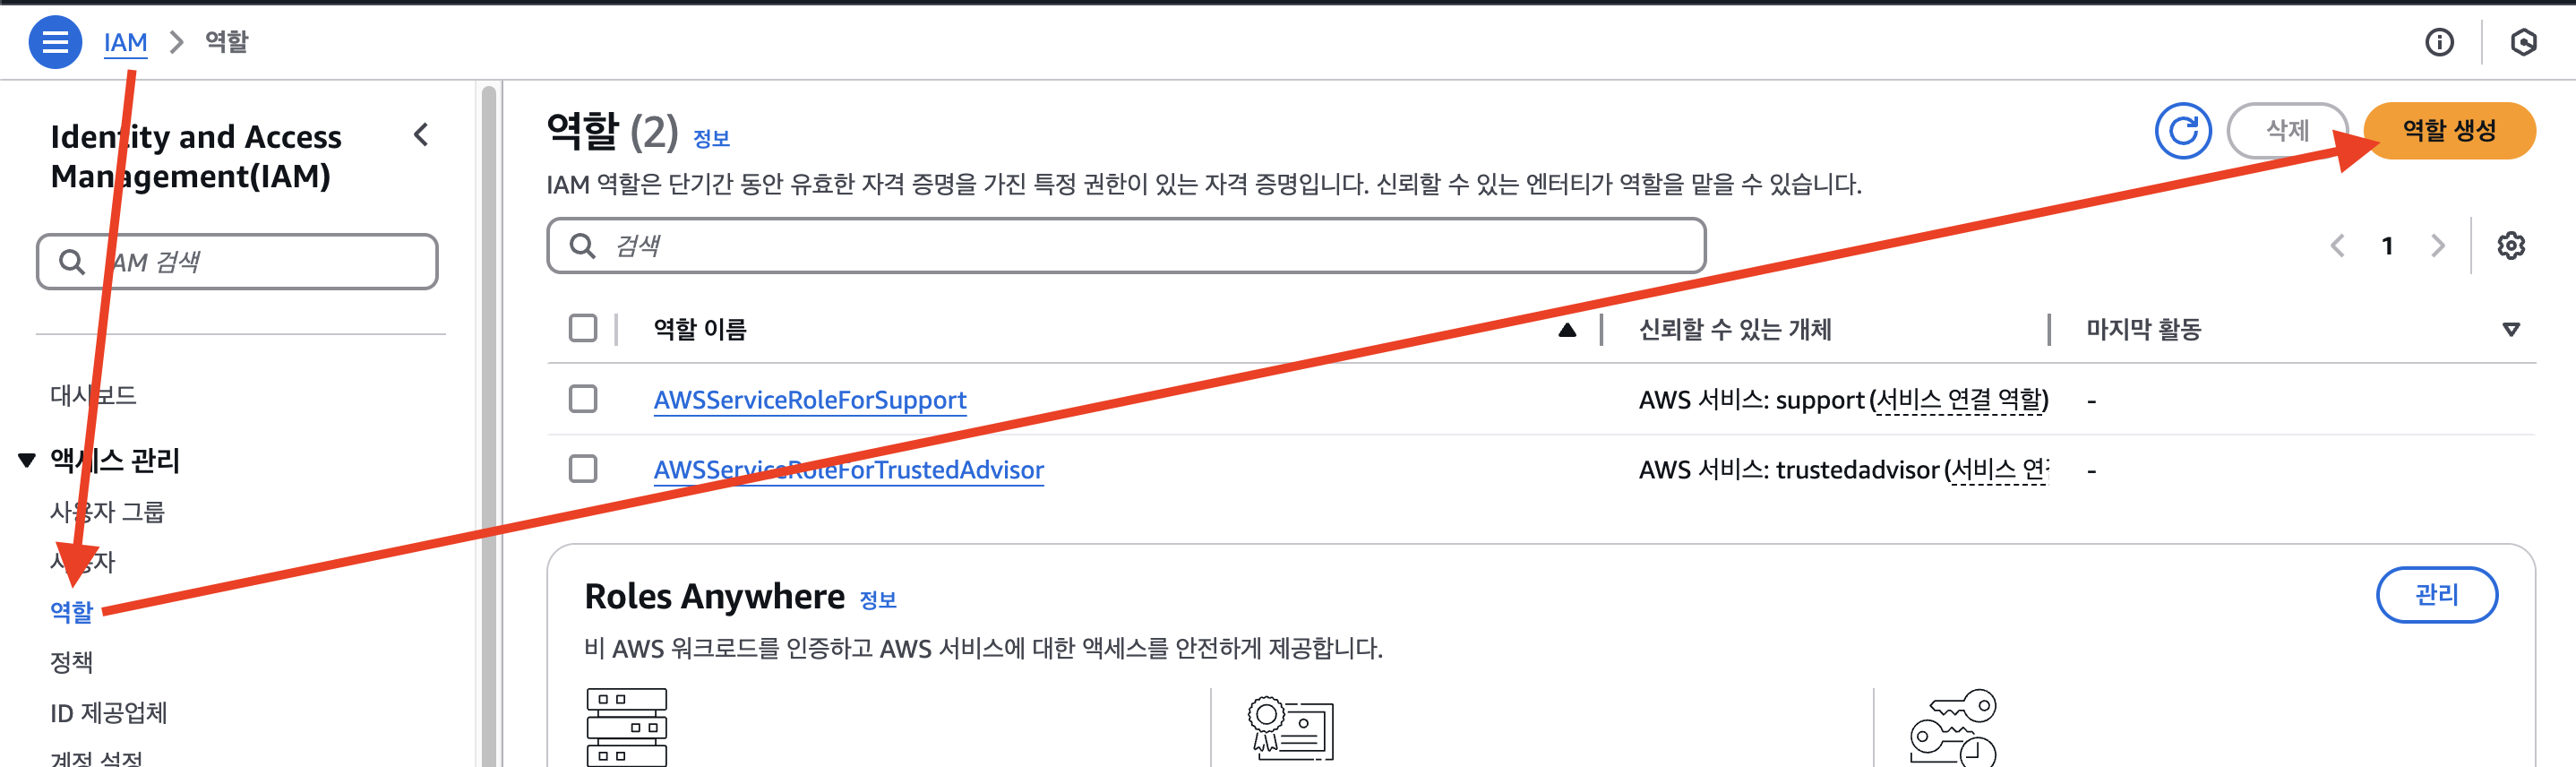 IAM > 역할
Identity and Access
Management(IAM)
AM 검색
대시보드
액세스 관리
사용자 그룹
사용자
역할
정책
ID 제공업체
계정 설정
역할 (2) 정보
삭제
역할 생성
IAM 역할은 단기간 동안 유효한 자격 증명을 가진 특정 권한이 있는 자격 증명입니다. 신뢰할 수 있는 엔터티가 역할을 맡을 수 있습니다.
검색
1
역할 이름 신뢰할 수 있는 개체 마지막 활동
AWSServiceRoleForSupport AWS 서비스: support (서비스 연결 역할) -
AWSServiceRoleForTrustedAdvisor AWS 서비스: trustedadvisor (서비스 연 -
Roles Anywhere 정보
관리
비 AWS 워크로드를 인증하고 AWS 서비스에 대한 액세스를 안전하게 제공합니다.